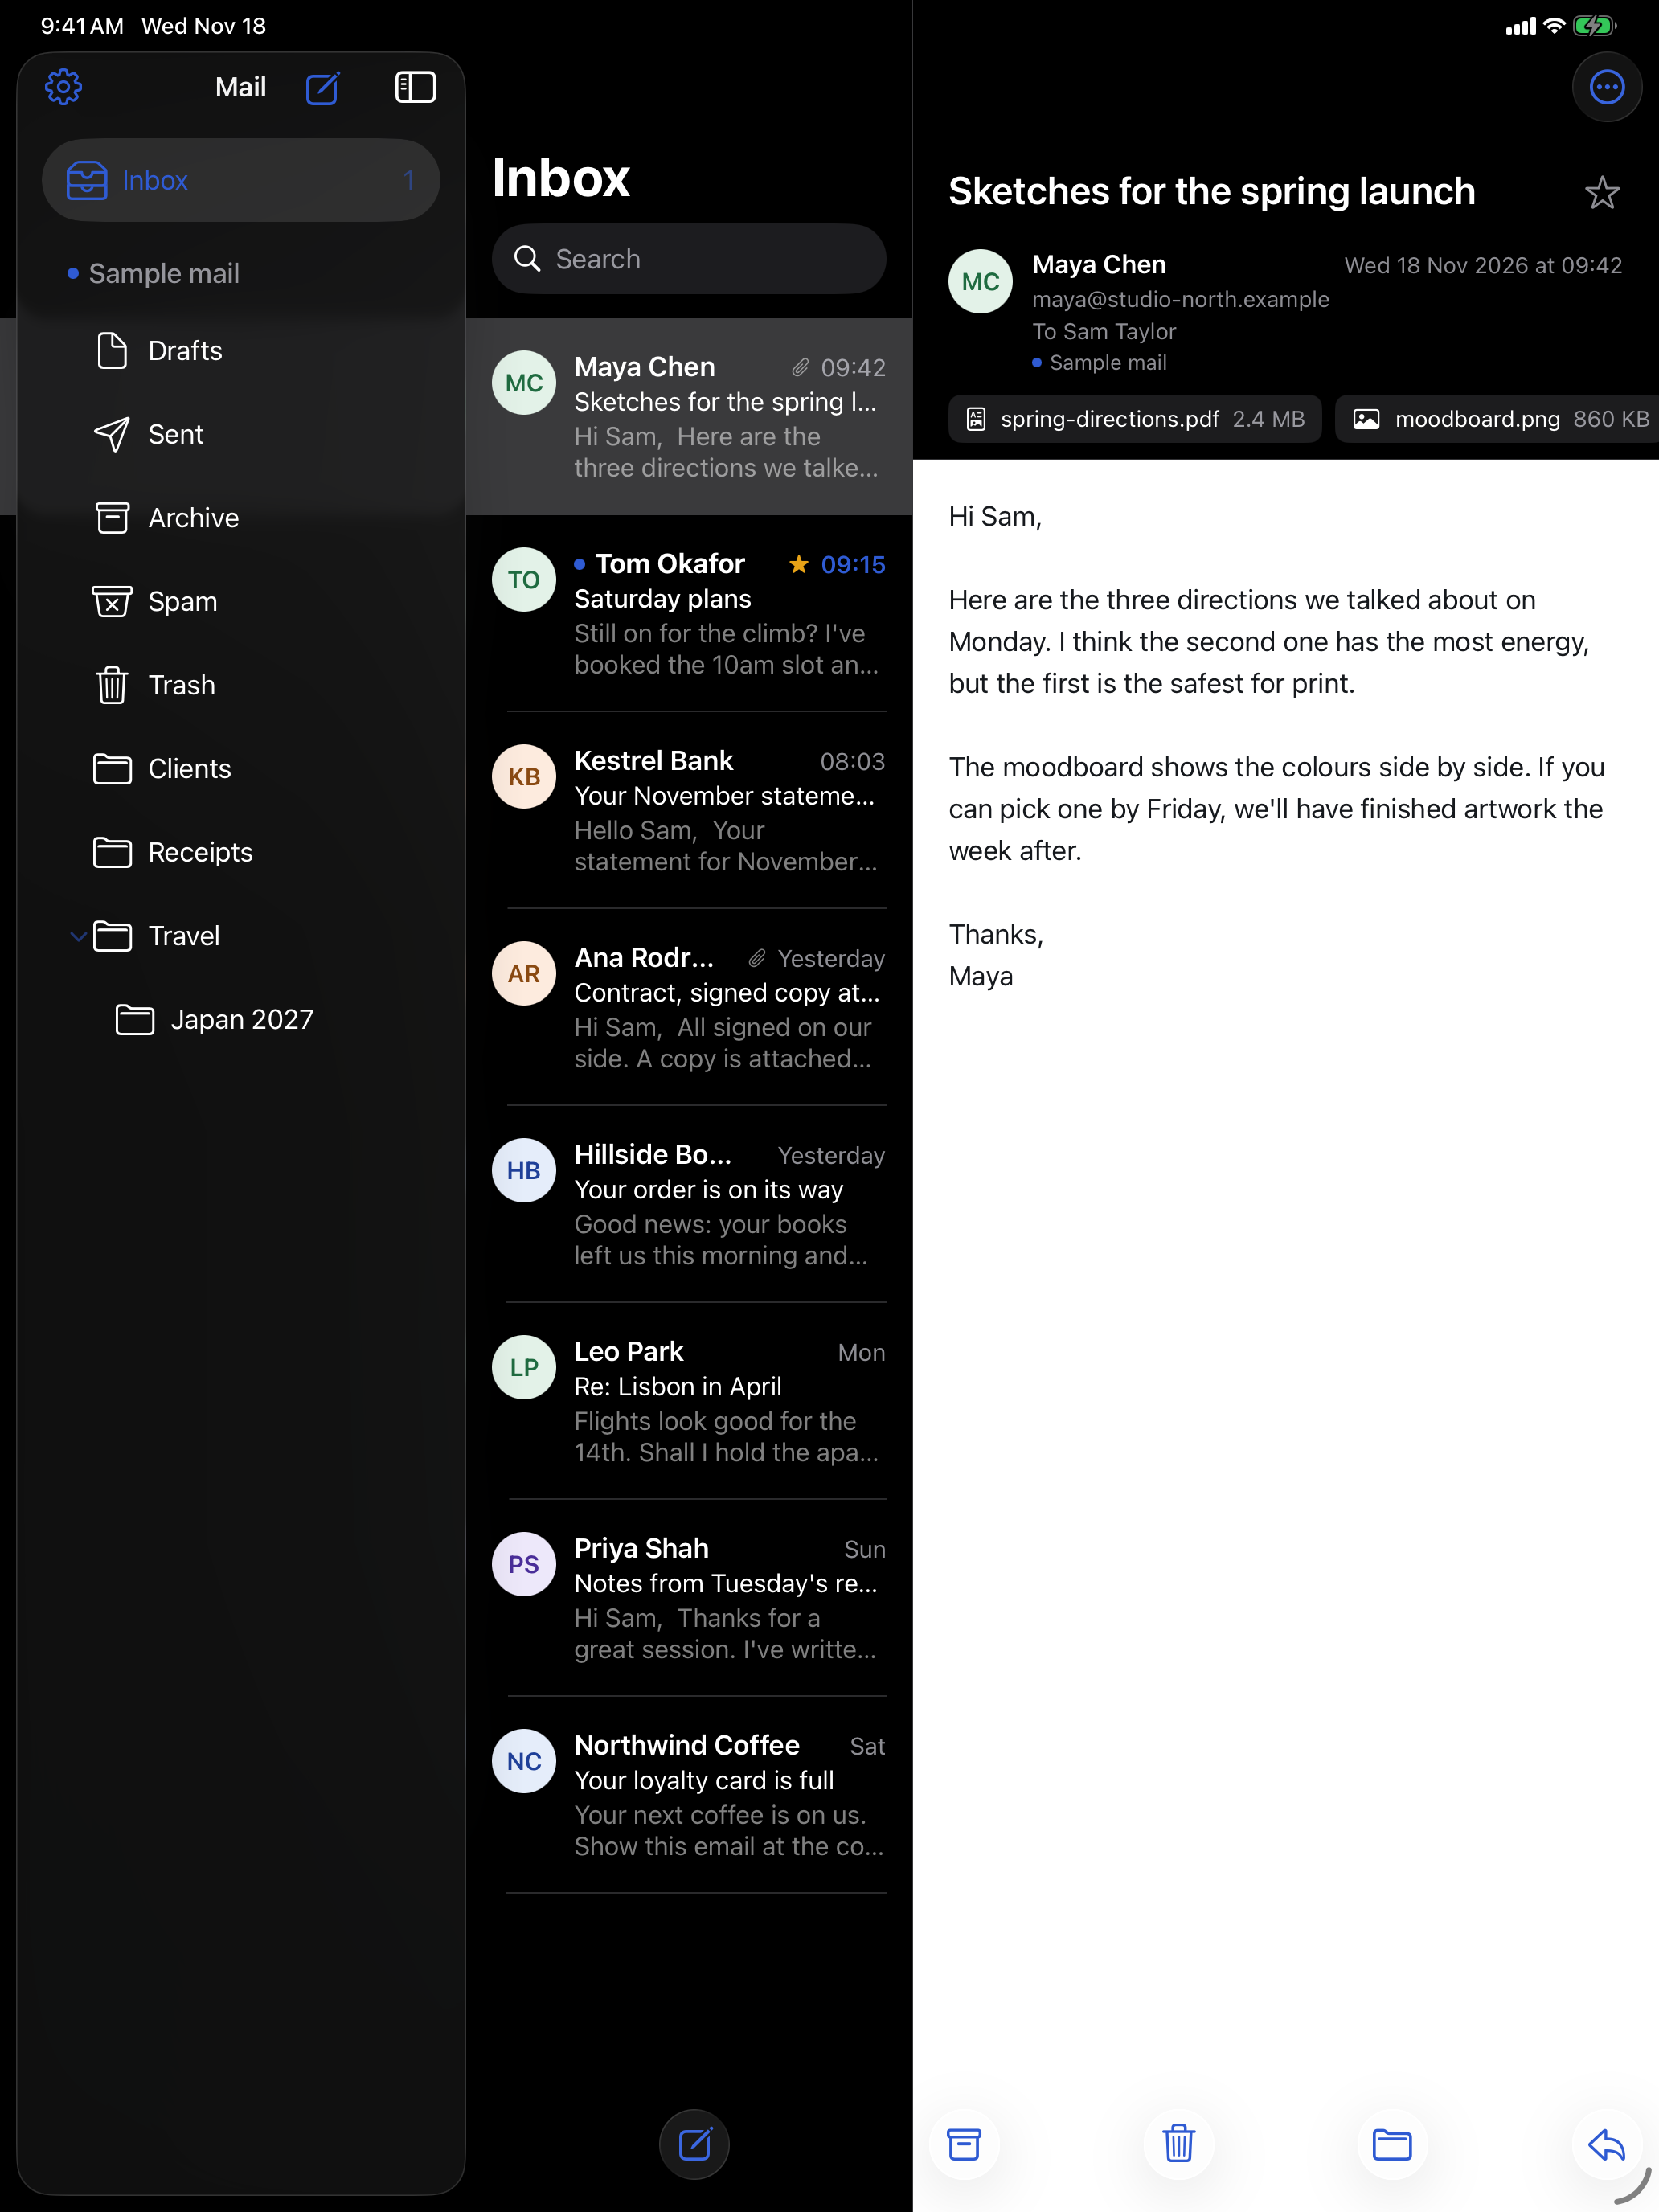 9:41 AM Wed Nov 18
Mail
Inbox 1
Sample mail
Drafts
Sent
Archive
Spam
Trash
Clients
Receipts
Travel
Japan 2027
Inbox
Search
MC
Maya Chen 09:42
Sketches for the spring l...
Hi Sam, Here are the
three directions we talke...
TO
Tom Okafor 09:15
Saturday plans
Still on for the climb? I've
booked the 10am slot an...
KB
Kestrel Bank 08:03
Your November stateme...
Hello Sam, Your
statement for November...
AR
Ana Rodr... Yesterday
Contract, signed copy at...
Hi Sam, All signed on our
side. A copy is attached...
HB
Hillside Bo... Yesterday
Your order is on its way
Good news: your books
left us this morning and...
LP
Leo Park Mon
Re: Lisbon in April
Flights look good for the
14th. Shall I hold the apa...
PS
Priya Shah Sun
Notes from Tuesday's re...
Hi Sam, Thanks for a
great session. I've writte...
NC
Northwind Coffee Sat
Your loyalty card is full
Your next coffee is on us.
Show this email at the co...
Sketches for the spring launch
MC
Maya Chen Wed 18 Nov 2026 at 09:42
maya@studio-north.example
To Sam Taylor
Sample mail
spring-directions.pdf 2.4 MB moodboard.png 860 KB
Hi Sam,
Here are the three directions we talked about on
Monday. I think the second one has the most energy,
but the first is the safest for print.
The moodboard shows the colours side by side. If you
can pick one by Friday, we'll have finished artwork the
week after.
Thanks,
Maya